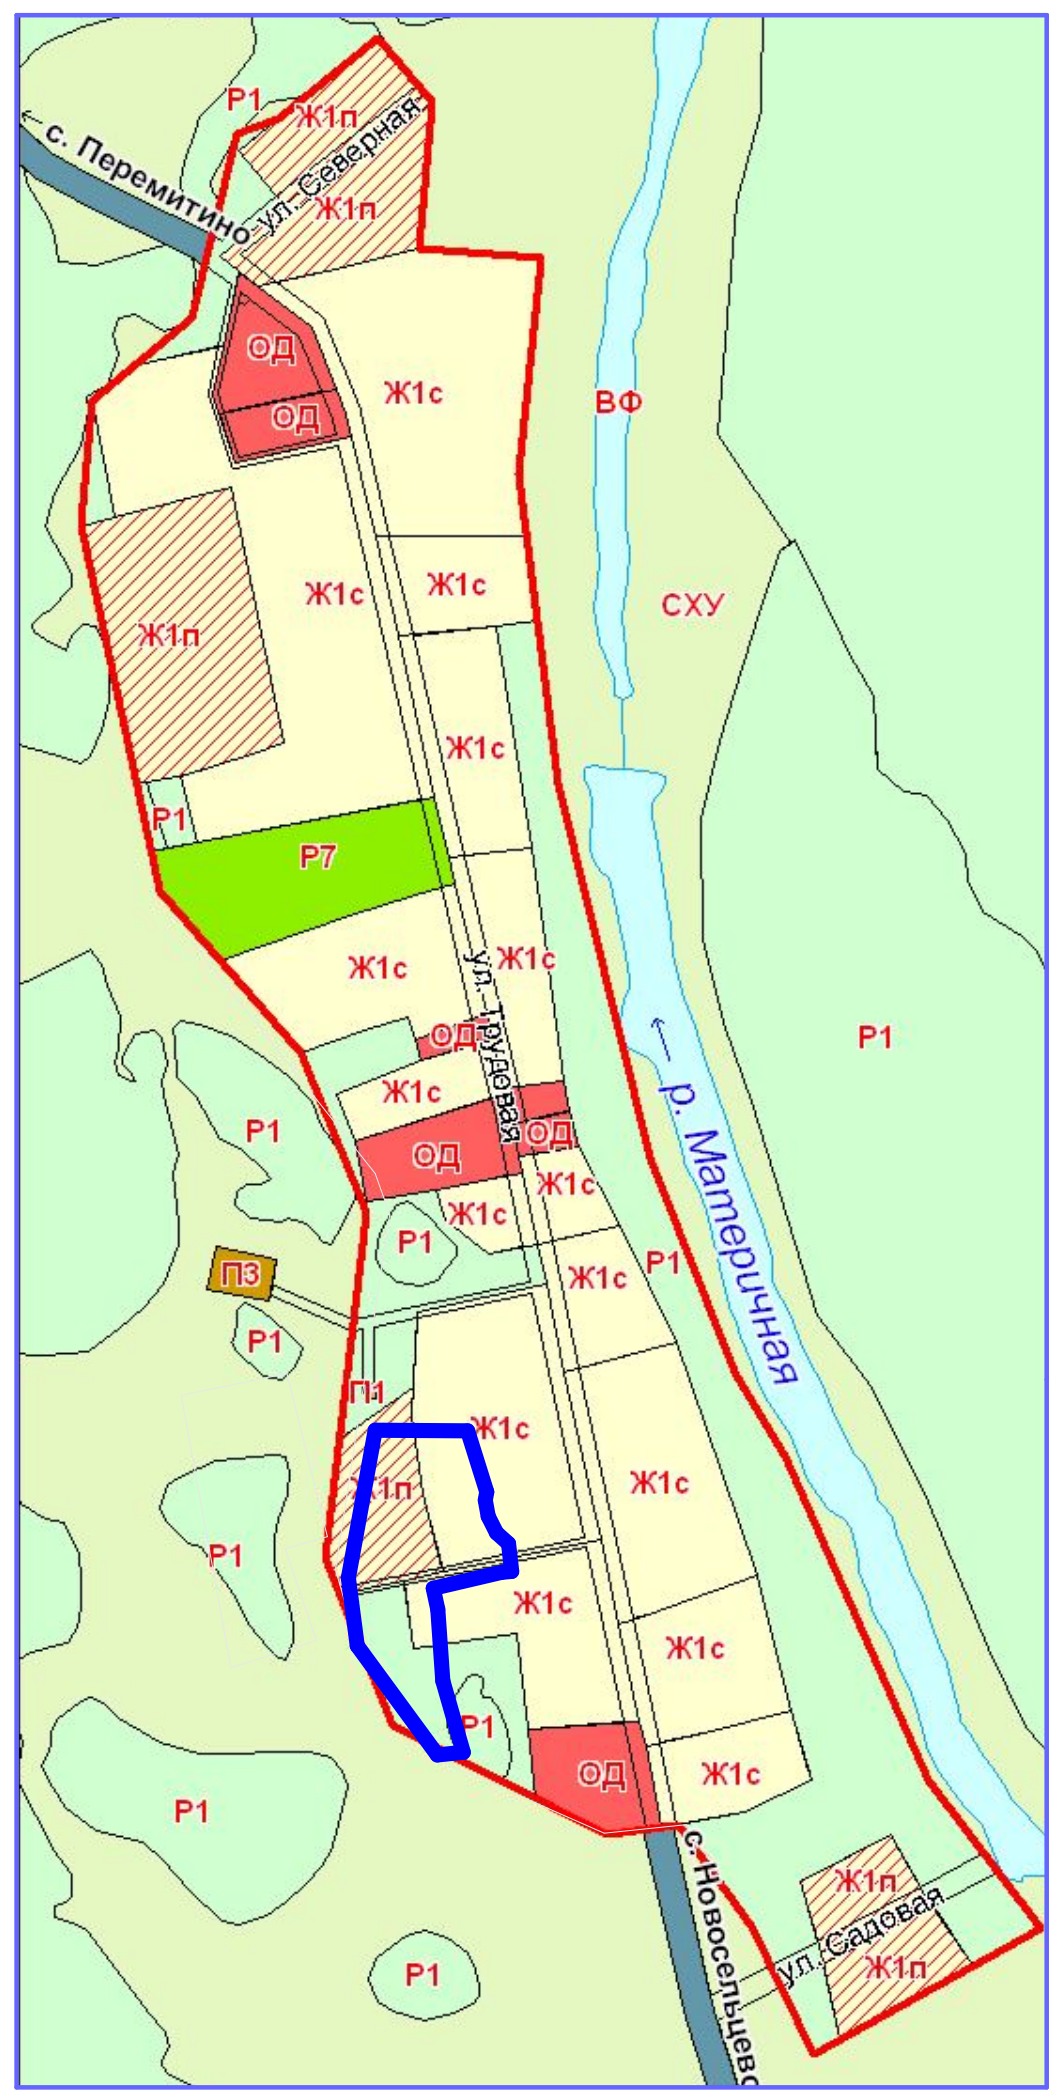 Р1
Ж1п
с. Перемитино
ул. Северная
Ж1п
ОД
Ж1с
ВФ
ОД
Ж1с
Ж1с
СХУ
Ж1п
Ж1с
Р1
Р7
Ж1с
Ж1с
ул. Трудовая
ОД
Р1
Ж1с
р. Материчная
Р1
ОД
ОД
Ж1с
Ж1с
Р1
Р1
ПЗ
Ж1с
Р1
П1
Ж1с
Ж1п
Ж1с
Р1
Ж1с
Ж1с
Р1
ОД
Ж1с
Р1
с. Новосельцево
Ж1п
ул. Садовая
Ж1п
Р1